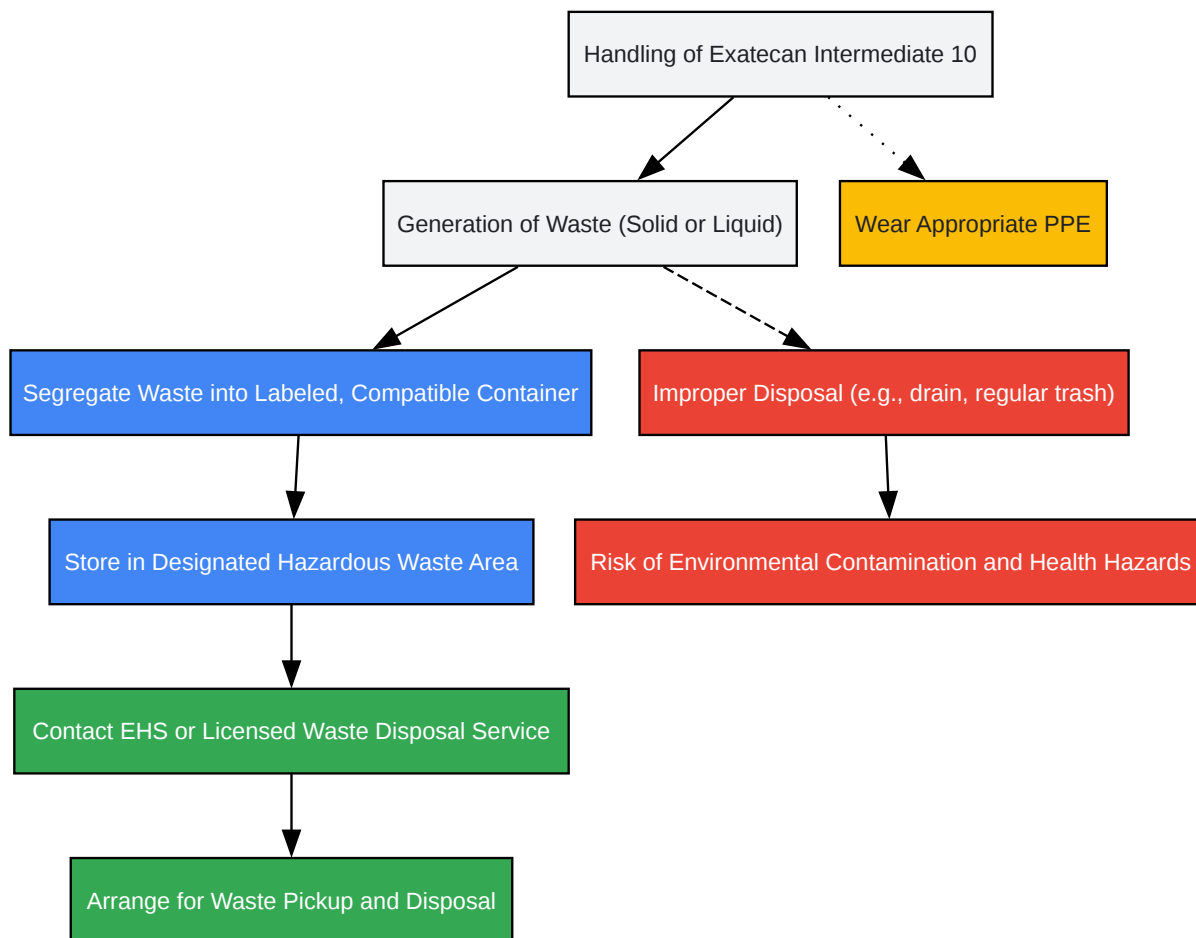 Handling of Exatecan Intermediate 10
Generation of Waste (Solid or Liquid)
Wear Appropriate PPE
Segregate Waste into Labeled, Compatible Container
Improper Disposal (e.g., drain, regular trash)
Store in Designated Hazardous Waste Area
Risk of Environmental Contamination and Health Hazards
Contact EHS or Licensed Waste Disposal Service
Arrange for Waste Pickup and Disposal